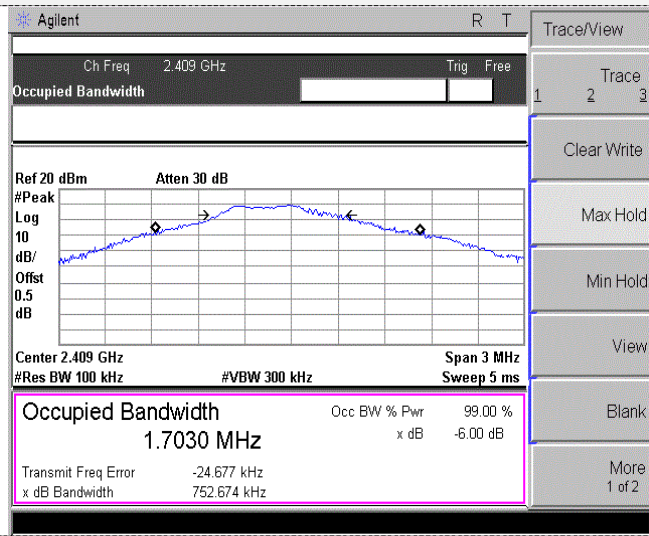 Agilent R T
Ch Freq 2.409 GHz Trig Free
Occupied Bandwidth
Ref 20 dBm Atten 30 dB
#Peak
Log
10
dB/
Offst
0.5
dB
Center 2.409 GHz Span 3 MHz
#Res BW 100 kHz #VBW 300 kHz Sweep 5 ms
Occupied Bandwidth Occ BW % Pwr 99.00 %
1.7030 MHz x dB -6.00 dB
Transmit Freq Error -24.677 kHz
x dB Bandwidth 752.674 kHz
Trace/View
Trace
1 2 3
Clear Write
Max Hold
Min Hold
View
Blank
More
1 of 2